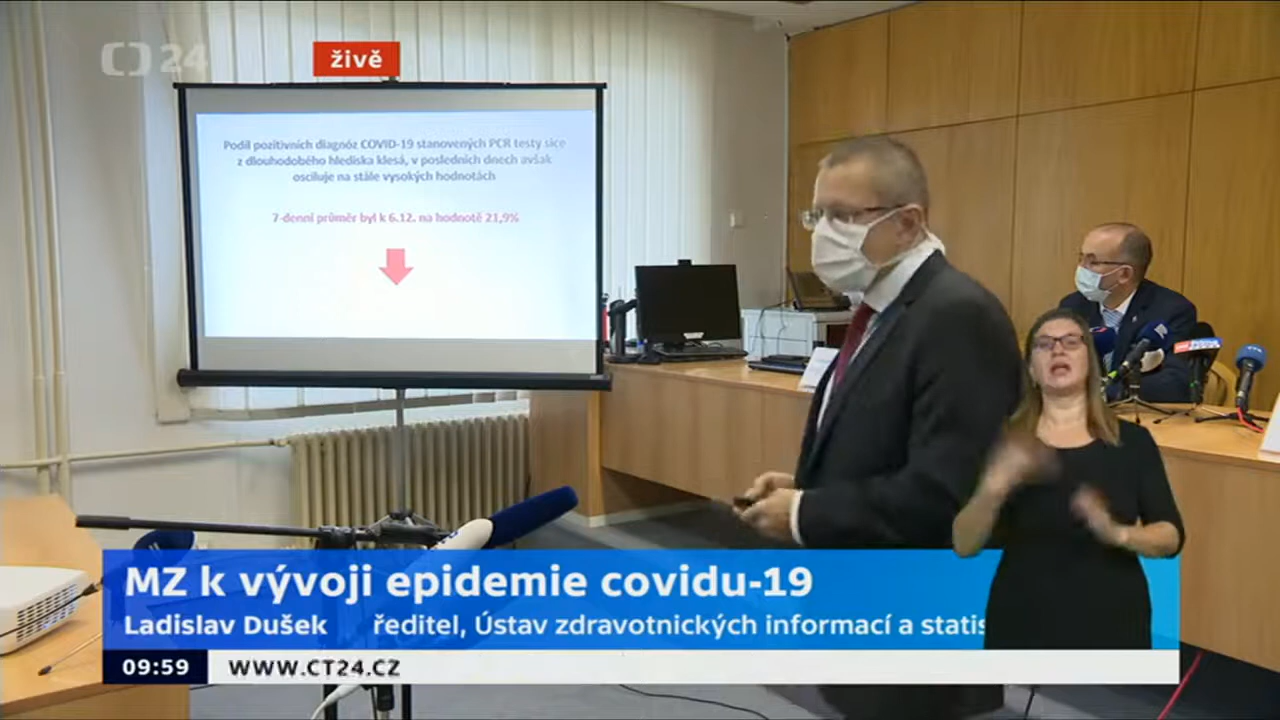 ČT24
živě
Podíl pozitivních diagnóz COVID-19 stanovených PCR testy sice
z dlouhodobého hlediska klesá, v posledních dnech avšak
osciluje na stále vysokých hodnotách
7-denní průměr byl k 6.12. na hodnotě 21,9%
MZ k vývoji epidemie covidu-19
Ladislav Dušek ředitel, Ústav zdravotnických informací a statis
09:59 WWW.CT24.CZ